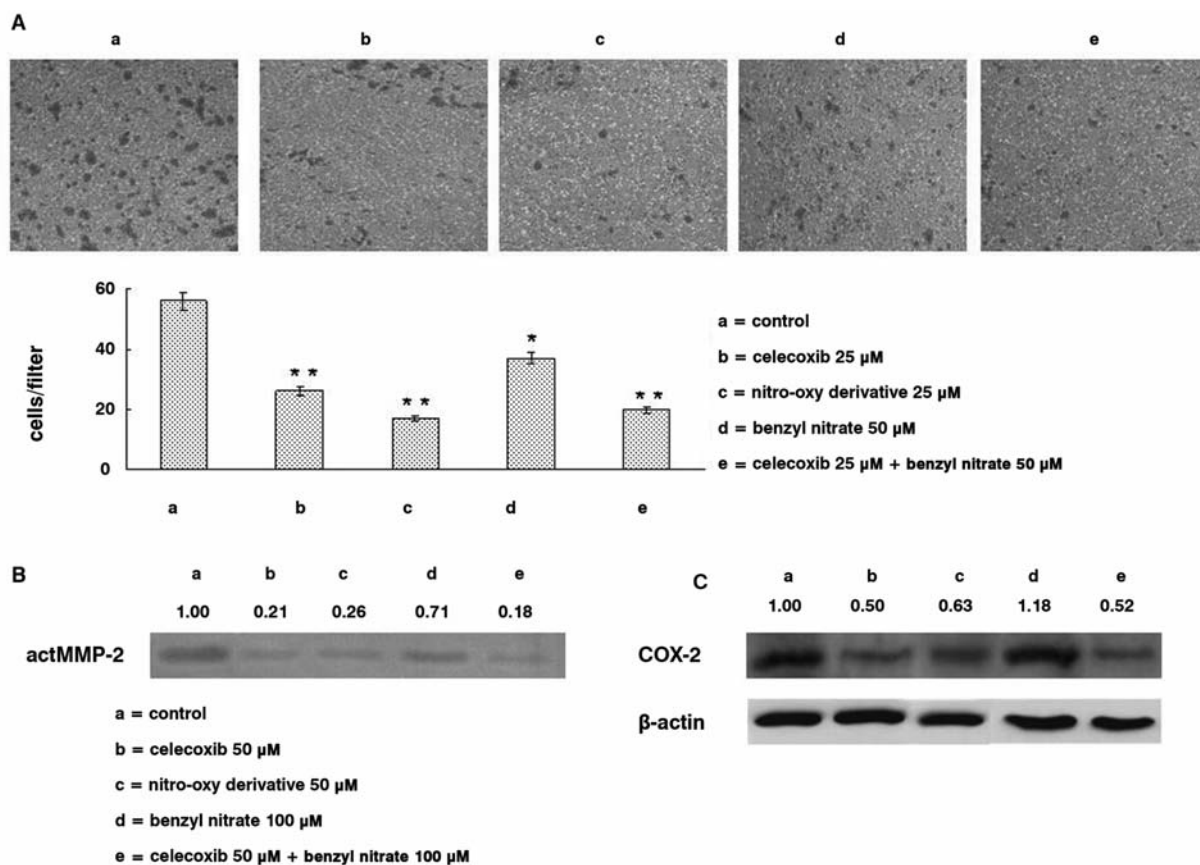 A
a b c d e
60
40
20
0
cells/filter
* *
* *
*
* *
a b c d e
a = control
b = celecoxib 25 µM
c = nitro-oxy derivative 25 µM
d = benzyl nitrate 50 µM
e = celecoxib 25 µM + benzyl nitrate 50 µM
B
a b c d e
1.00 0.21 0.26 0.71 0.18
actMMP-2
a = control
b = celecoxib 50 µM
c = nitro-oxy derivative 50 µM
d = benzyl nitrate 100 µM
e = celecoxib 50 µM + benzyl nitrate 100 µM
C
a b c d e
1.00 0.50 0.63 1.18 0.52
COX-2
β-actin